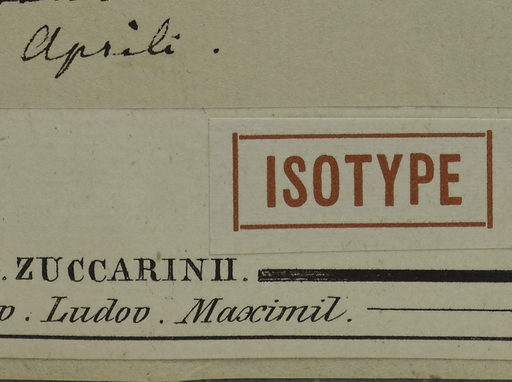 Aprili .
ISOTYPE
. ZUCCARINII.
. Ludov. Maximil.